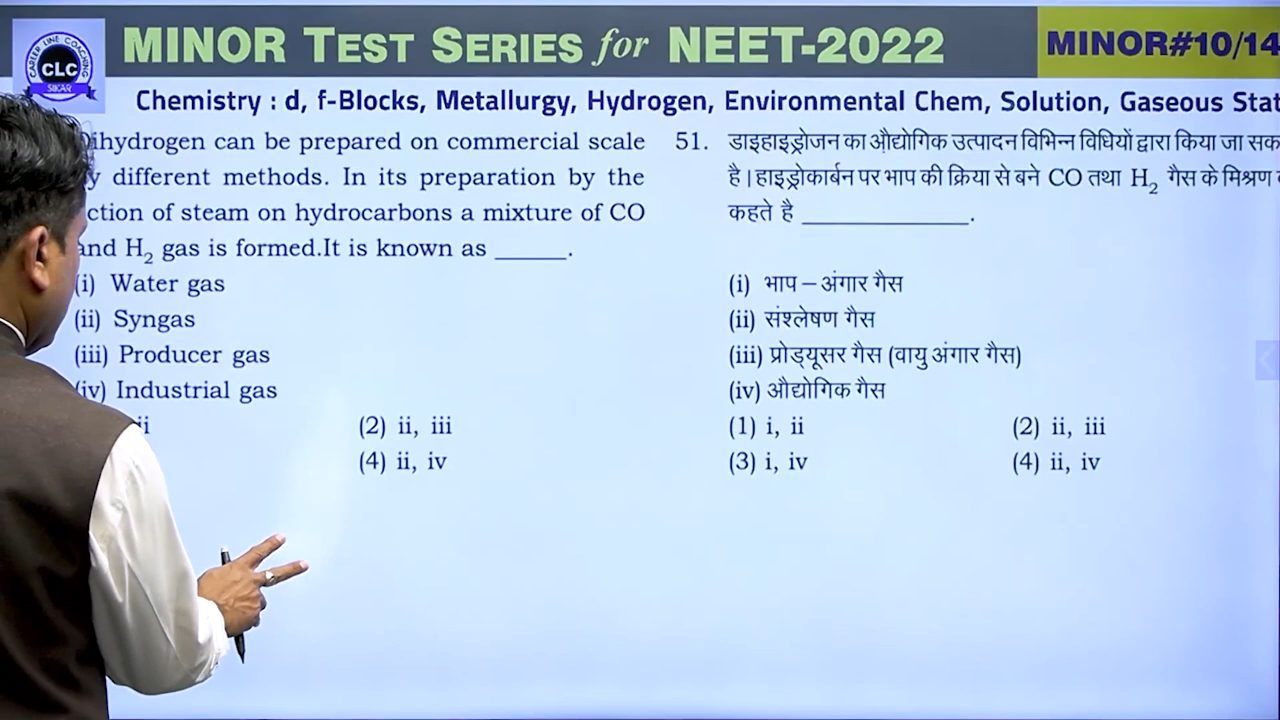 CAREER LINE COACHING
CLC
SIKAR
MINOR TEST SERIES for NEET-2022
MINOR#10/14
Chemistry : d, f-Blocks, Metallurgy, Hydrogen, Environmental Chem, Solution, Gaseous Stat
Dihydrogen can be prepared on commercial scale
y different methods. In its preparation by the
ction of steam on hydrocarbons a mixture of CO
and H₂ gas is formed.It is known as ______.
(i) Water gas
(ii) Syngas
(iii) Producer gas
(iv) Industrial gas
ii (2) ii, iii
(4) ii, iv
51. डाइहाइड्रोजन का औद्योगिक उत्पादन विभिन्न विधियों द्वारा किया जा सक
है। हाइड्रोकार्बन पर भाप की क्रिया से बने CO तथा H₂ गैस के मिश्रण
कहते है ______________.
(i) भाप – अंगार गैस
(ii) संश्लेषण गैस
(iii) प्रोड्यूसर गैस (वायु अंगार गैस)
(iv) औद्योगिक गैस
(1) i, ii (2) ii, iii
(3) i, iv (4) ii, iv